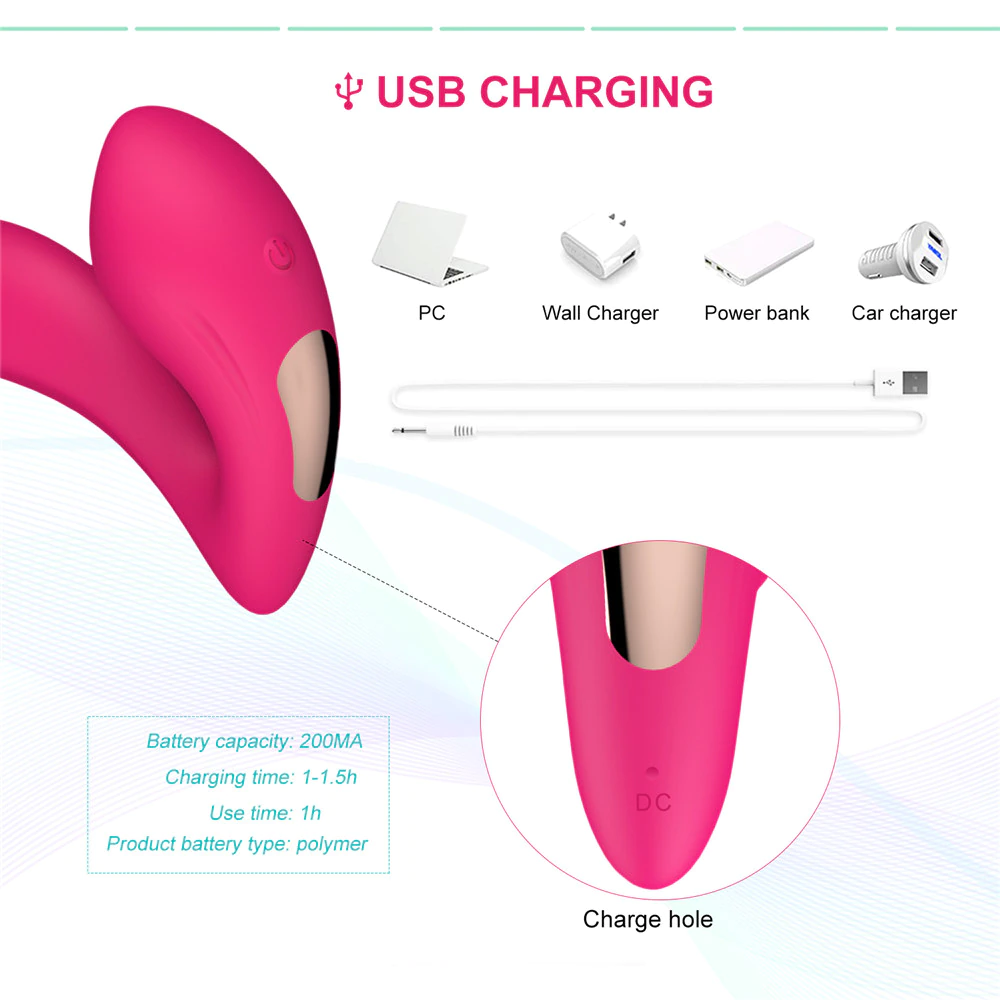 USB CHARGING
PC
Wall Charger
Power bank
Car charger
Battery capacity: 200MA
Charging time: 1-1.5h
Use time: 1h
Product battery type: polymer
DC
Charge hole